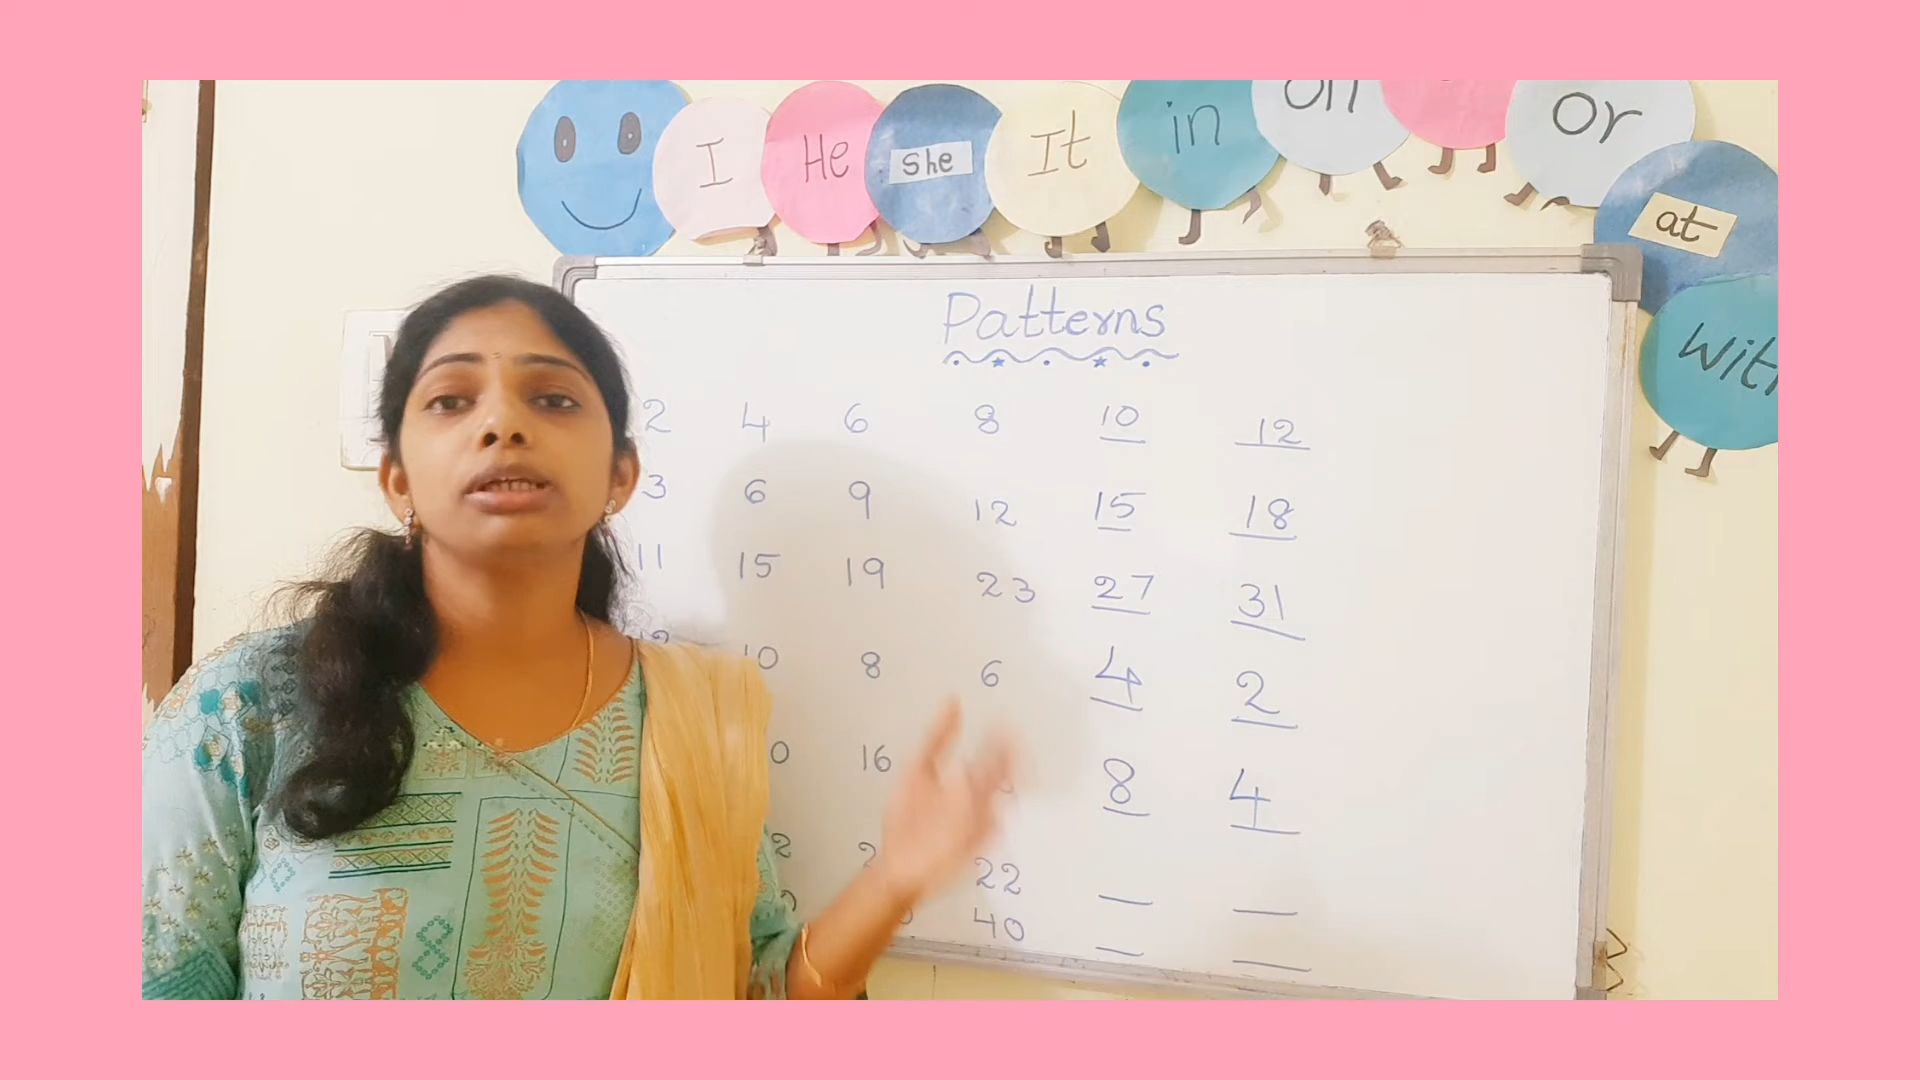 I He she It in on or
at
with
Patterns
2 4 6 8 10 12
3 6 9 12 15 18
11 15 19 23 27 31
10 8 6 4 2
16 8 4
22
40